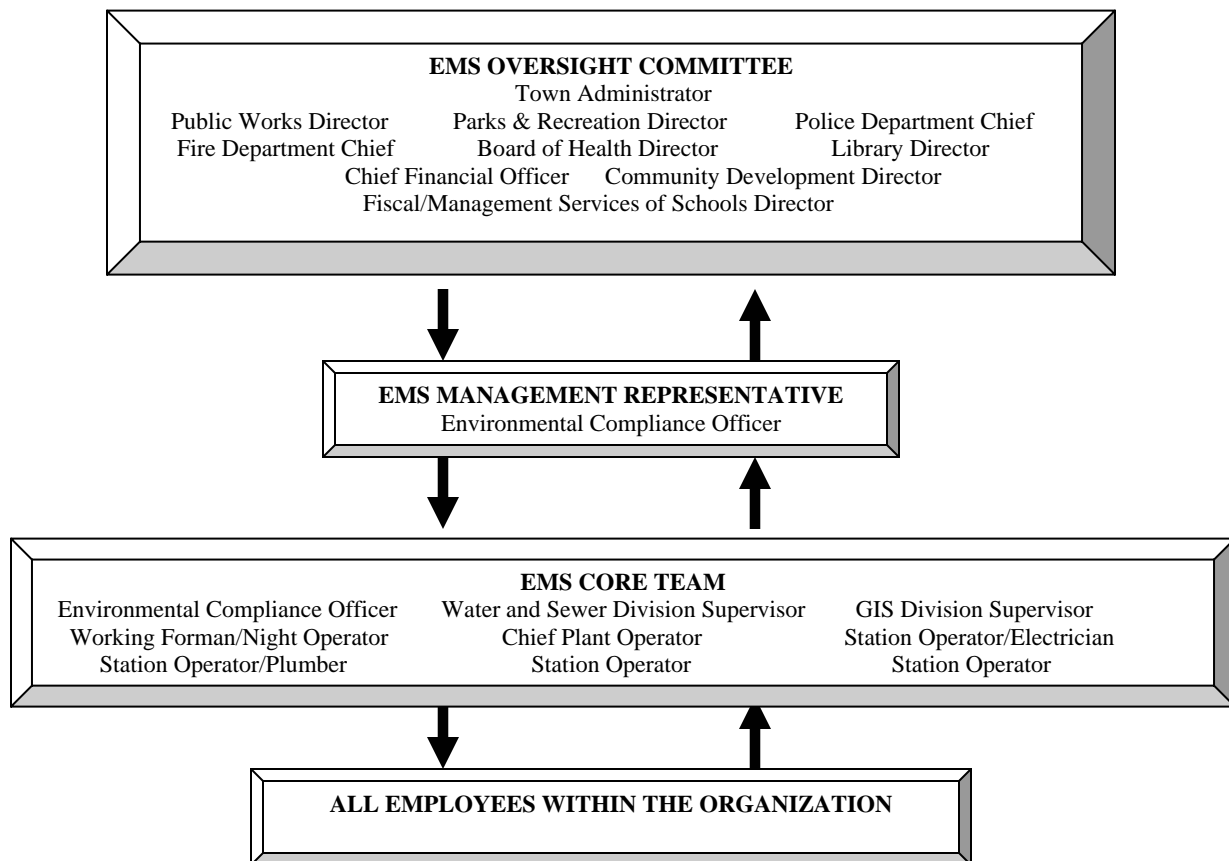 EMS OVERSIGHT COMMITTEE
Town Administrator
Public Works Director Parks & Recreation Director Police Department Chief
Fire Department Chief Board of Health Director Library Director
Chief Financial Officer Community Development Director
Fiscal/Management Services of Schools Director
EMS MANAGEMENT REPRESENTATIVE
Environmental Compliance Officer
EMS CORE TEAM
Environmental Compliance Officer Water and Sewer Division Supervisor GIS Division Supervisor
Working Forman/Night Operator Chief Plant Operator Station Operator/Electrician
Station Operator/Plumber Station Operator Station Operator
ALL EMPLOYEES WITHIN THE ORGANIZATION